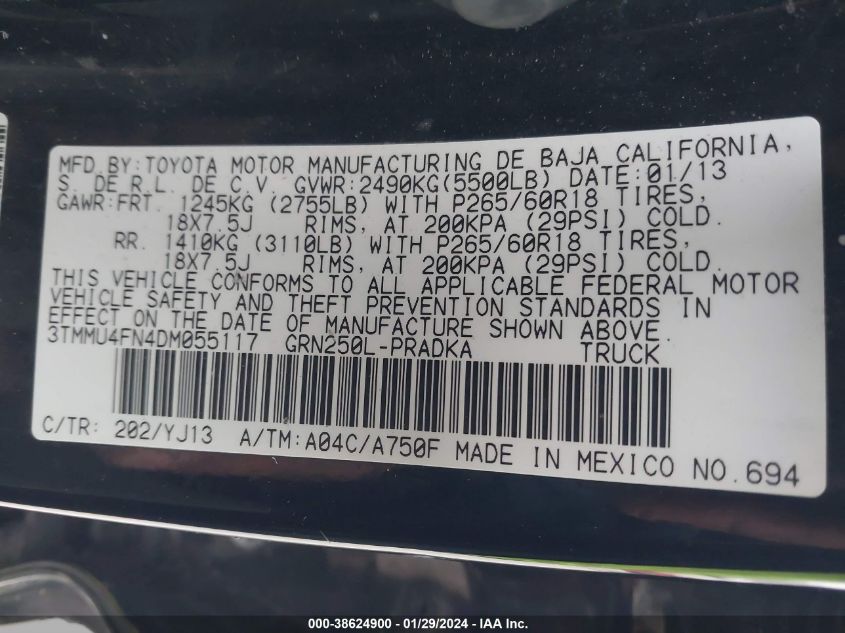 MFD.BY:TOYOTA MOTOR MANUFACTURING DE BAJA CALIFORNIA,
S. DE R.L. DE C.V. GVWR:2490KG(5500LB) DATE:01/13
GAWR:FRT. 1245KG (2755LB) WITH P265/60R18 TIRES,
18X7.5J RIMS, AT 200KPA (29PSI) COLD.
RR. 1410KG (3110LB) WITH P265/60R18 TIRES,
18X7.5J RIMS, AT 200KPA (29PSI) COLD.
THIS VEHICLE CONFORMS TO ALL APPLICABLE FEDERAL MOTOR
VEHICLE SAFETY AND THEFT PREVENTION STANDARDS IN
EFFECT ON THE DATE OF MANUFACTURE SHOWN ABOVE.
3TMMU4FN4DM055117 GRN250L-PRADKA TRUCK
C/TR: 202/YJ13 A/TM:A04C/A750F MADE IN MEXICO NO.694
000-38624900 - 01/29/2024 - IAA Inc.